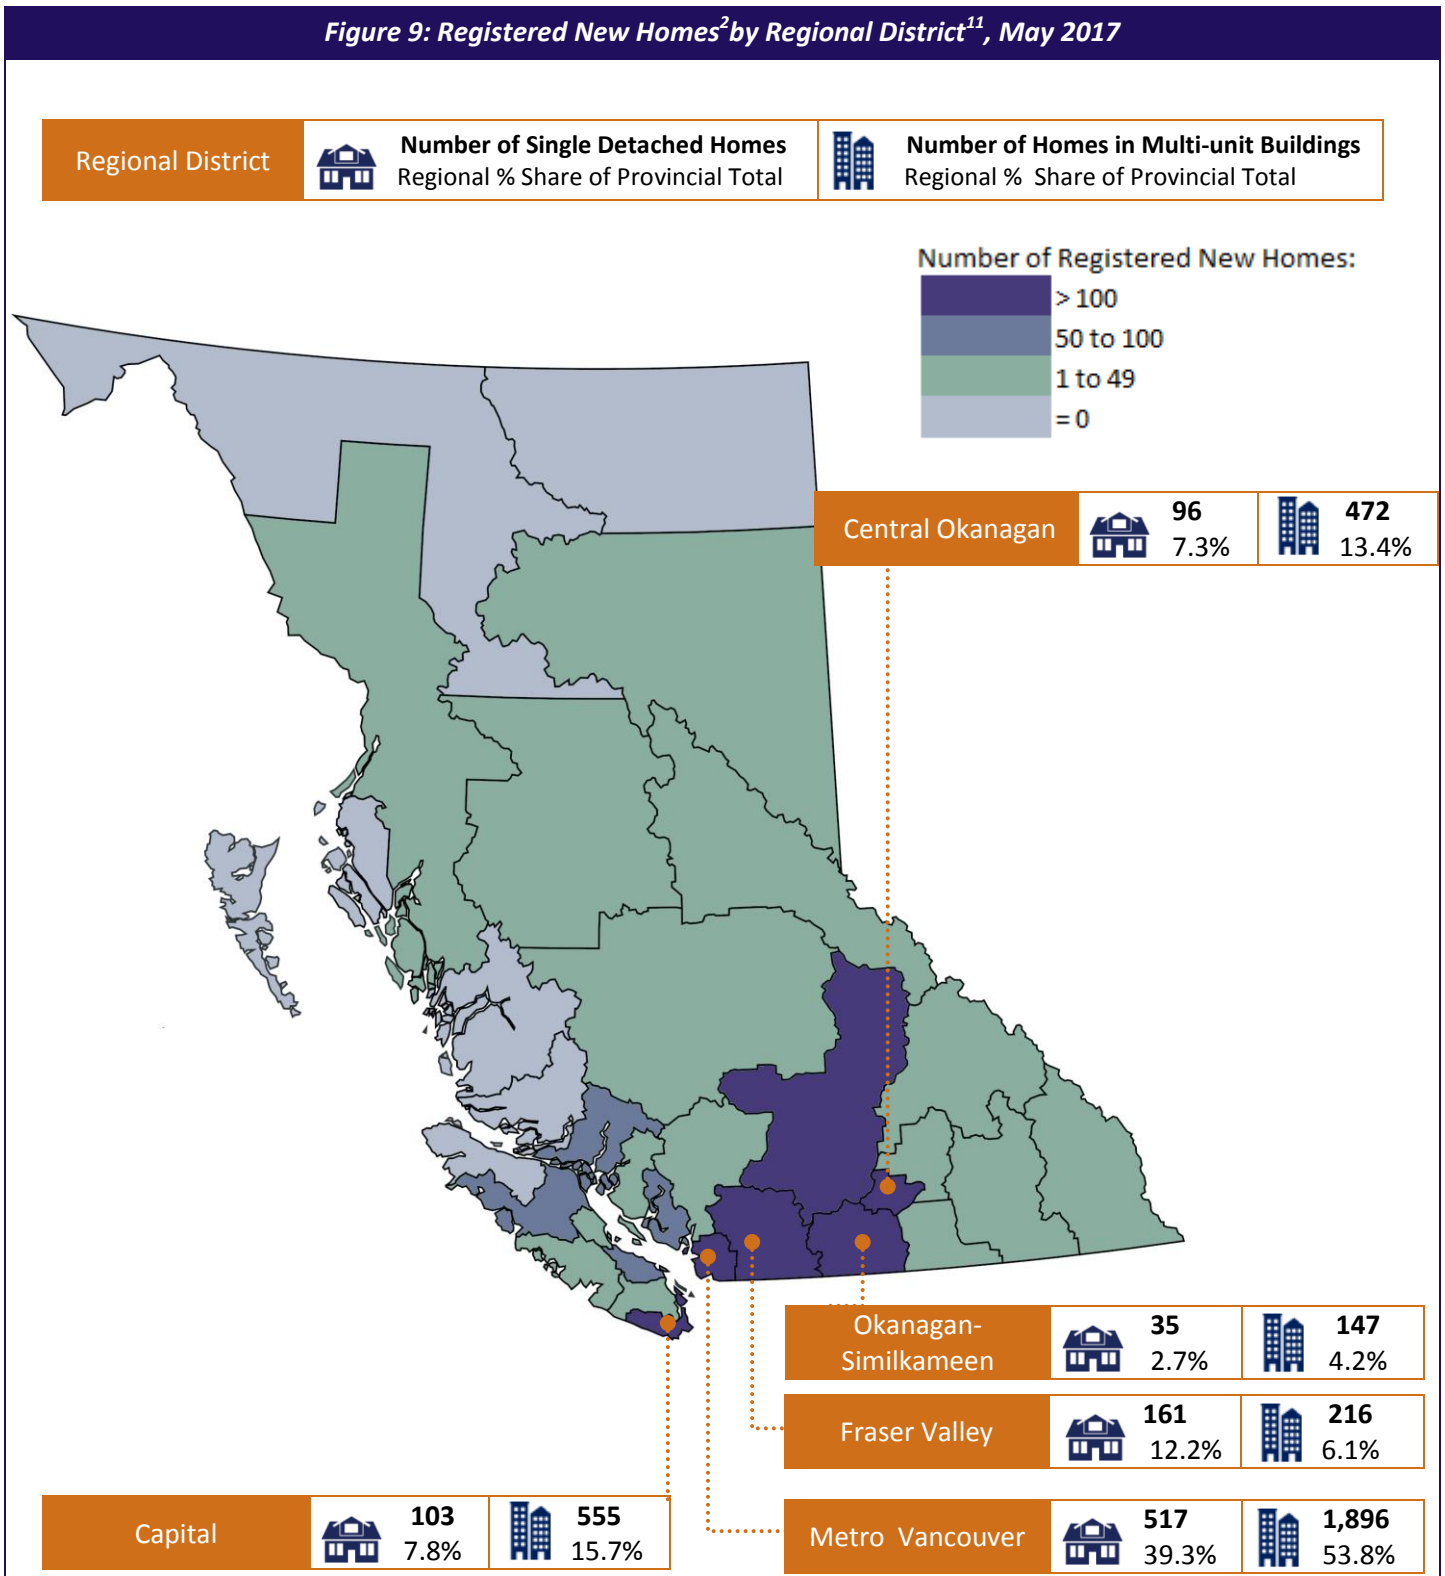 Figure 9: Registered New Homes²by Regional District¹¹, May 2017
Regional District
Number of Single Detached Homes
Regional % Share of Provincial Total
Number of Homes in Multi-unit Buildings
Regional % Share of Provincial Total
Number of Registered New Homes:
> 100
50 to 100
1 to 49
= 0
Central Okanagan
96
7.3%
472
13.4%
Okanagan-
Similkameen
35
2.7%
147
4.2%
Fraser Valley
161
12.2%
216
6.1%
Capital
103
7.8%
555
15.7%
Metro Vancouver
517
39.3%
1,896
53.8%